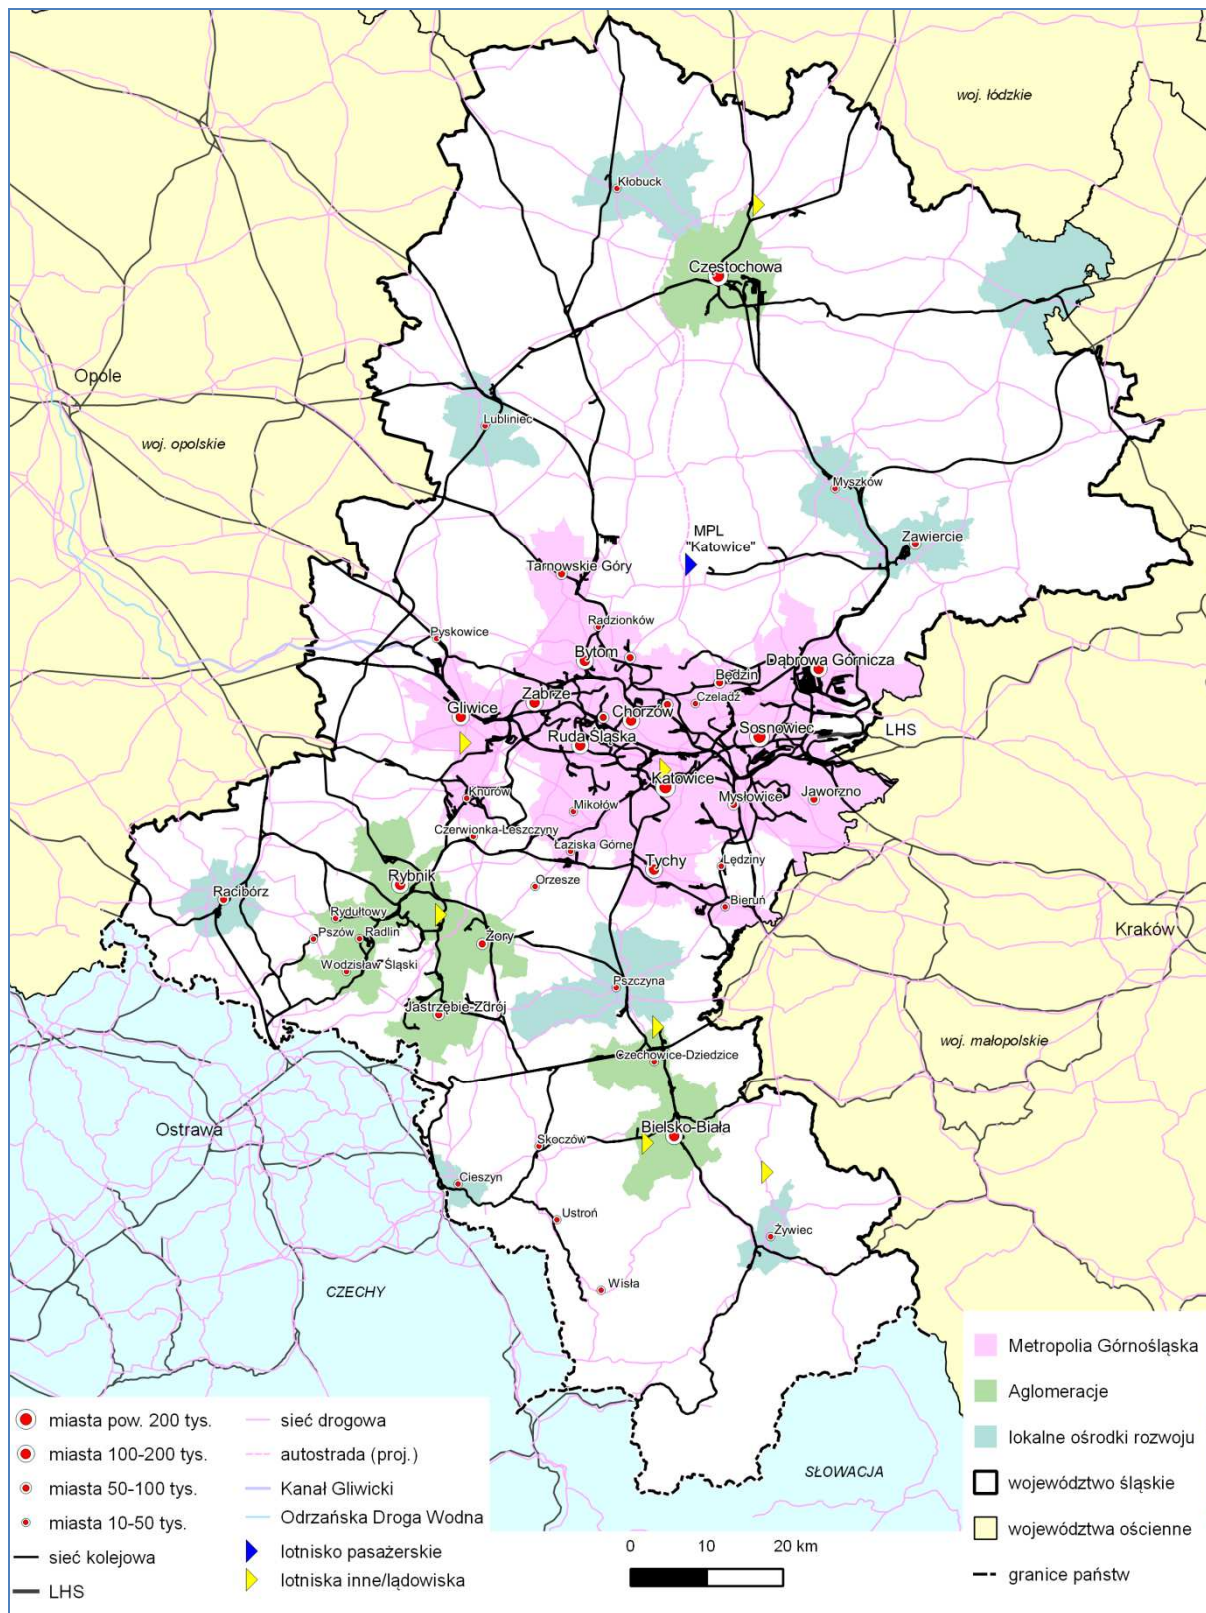 woj. łódzkie
Kłobuck
Częstochowa
Opole
woj. opolskie
Lubliniec
Myszków
MPL
"Katowice"
Zawiercie
Tarnowskie Góry
Radzionków
Pyskowice
Bytom
Dąbrowa Górnicza
Będzin
Zabrze
Czeladź
Gliwice
Chorzów
Sosnowiec
LHS
Ruda Śląska
Katowice
Knurów
Mysłowice
Jaworzno
Mikołów
Czerwionka-Leszczyny
Łaziska Górne
Tychy
Lędziny
Rybnik
Orzesze
Racibórz
Bieruń
Rydułtowy
Kraków
Pszów
Radlin
Żory
Wodzisław Śląski
Pszczyna
Jastrzębie-Zdrój
woj. małopolskie
Czechowice-Dziedzice
Ostrawa
Bielsko-Biała
Skoczów
Cieszyn
Ustroń
Żywiec
Wisła
CZECHY
SŁOWACJA
miasta pow. 200 tys.
miasta 100-200 tys.
miasta 50-100 tys.
miasta 10-50 tys.
sieć kolejowa
LHS
sieć drogowa
autostrada (proj.)
Kanał Gliwicki
Odrzańska Droga Wodna
lotnisko pasażerskie
lotniska inne/lądowiska
0 10 20 km
Metropolia Górnośląska
Aglomeracje
lokalne ośrodki rozwoju
województwo śląskie
województwa ościenne
granice państw